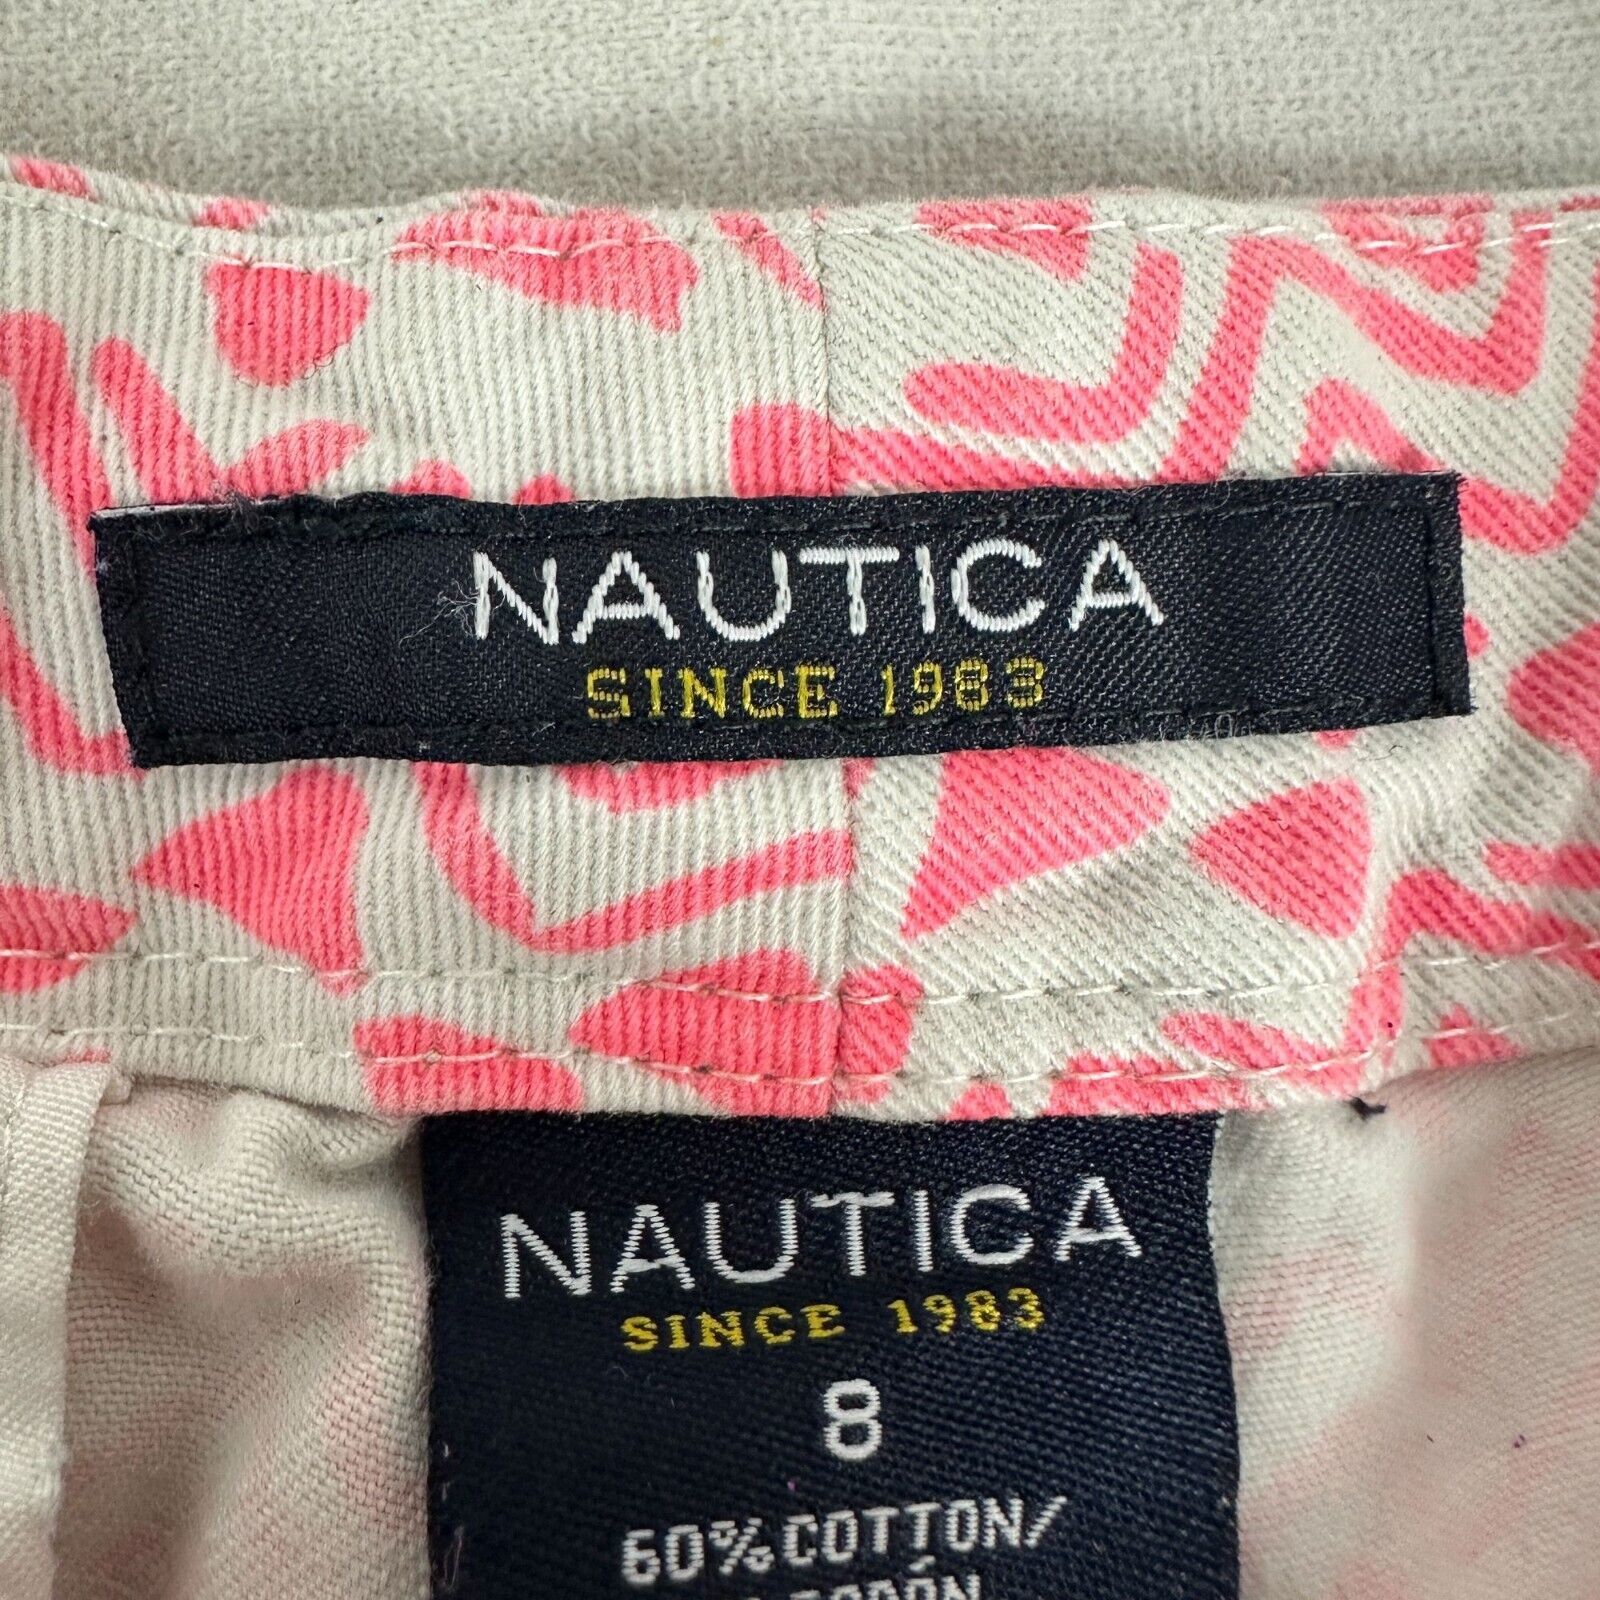 NAUTICA
SINCE 1983
NAUTICA
SINCE 1983
8
60% COTTON/